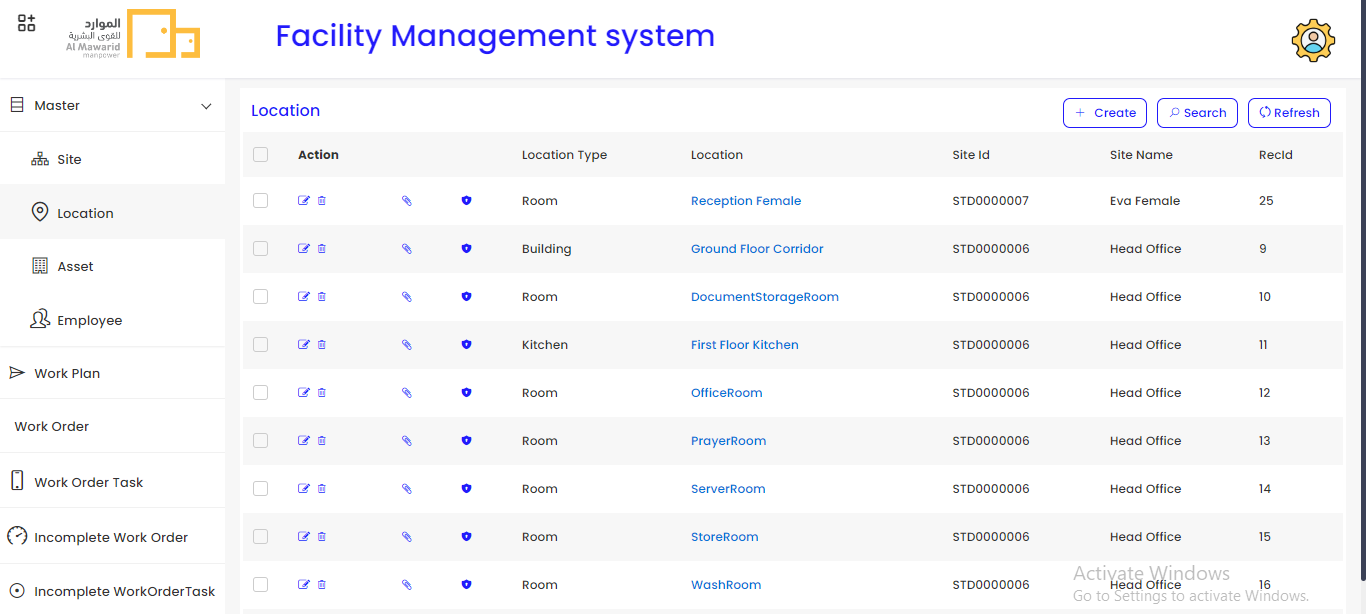 الموارد
للقوى البشرية
Al Mawarid
manpower
Facility Management system
Master
Site
Location
Asset
Employee
Work Plan
Work Order
Work Order Task
Incomplete Work Order
Incomplete WorkOrderTask
Location
Create Search Refresh
Action Location Type Location Site Id Site Name RecId
Room Reception Female STD0000007 Eva Female 25
Building Ground Floor Corridor STD0000006 Head Office 9
Room DocumentStorageRoom STD0000006 Head Office 10
Kitchen First Floor Kitchen STD0000006 Head Office 11
Room OfficeRoom STD0000006 Head Office 12
Room PrayerRoom STD0000006 Head Office 13
Room ServerRoom STD0000006 Head Office 14
Room StoreRoom STD0000006 Head Office 15
Room WashRoom STD0000006 Head Office 16
Activate Windows
Go to Settings to activate Windows.